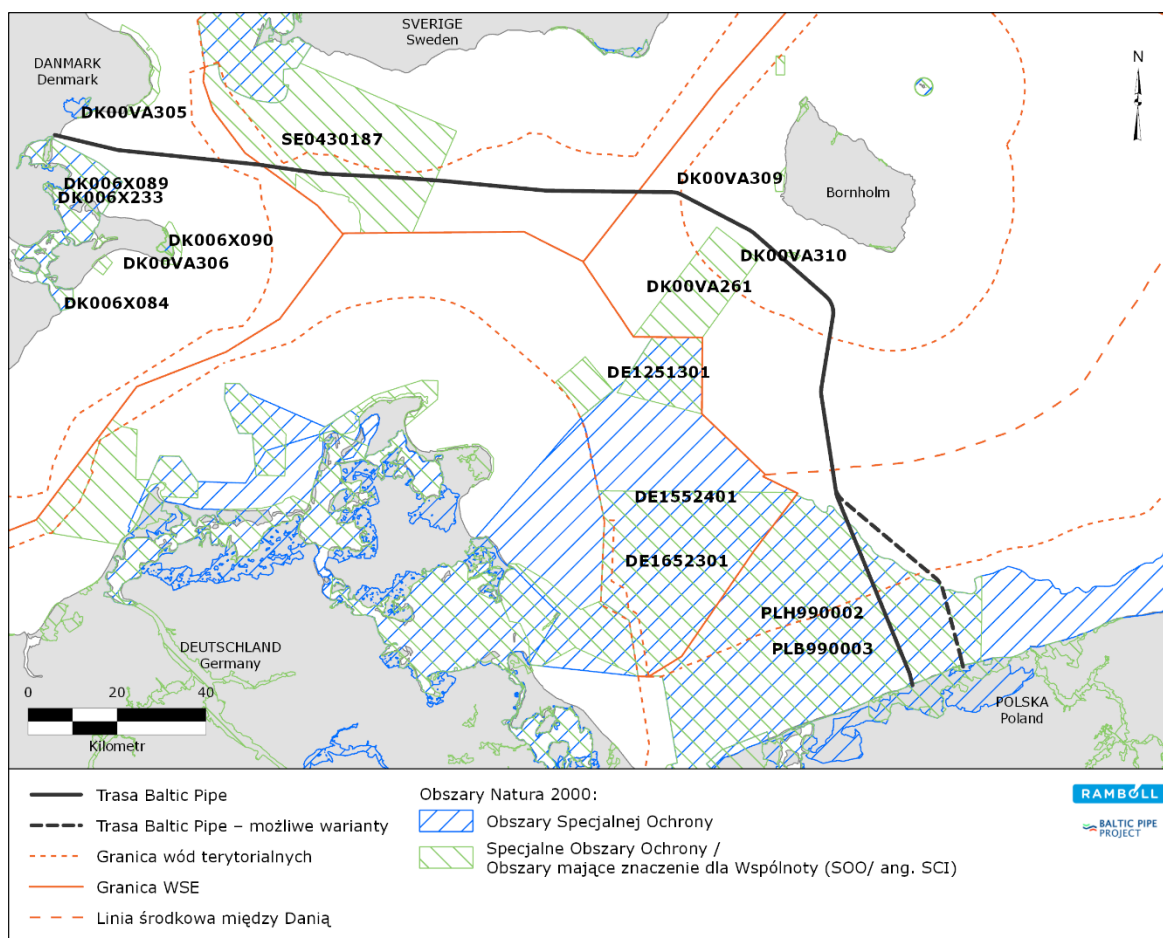 SVERIGE
Sweden
DANMARK
Denmark
N
DK00VA305
SE0430187
DK006X089
DK006X233
DK00VA309
Bornholm
DK006X090
DK00VA306
DK00VA310
DK00VA261
DK006X084
DE1251301
DE1552401
DE1652301
PLH990002
PLB990003
DEUTSCHLAND
Germany
POLSKA
Poland
0 20 40
Kilometr
Trasa Baltic Pipe
Trasa Baltic Pipe – możliwe warianty
Granica wód terytorialnych
Granica WSE
Linia środkowa między Danią
Obszary Natura 2000:
Obszary Specjalnej Ochrony
Specjalne Obszary Ochrony /
Obszary mające znaczenie dla Wspólnoty (SOO/ ang. SCI)
RAMBOLL
BALTIC PIPE
PROJECT